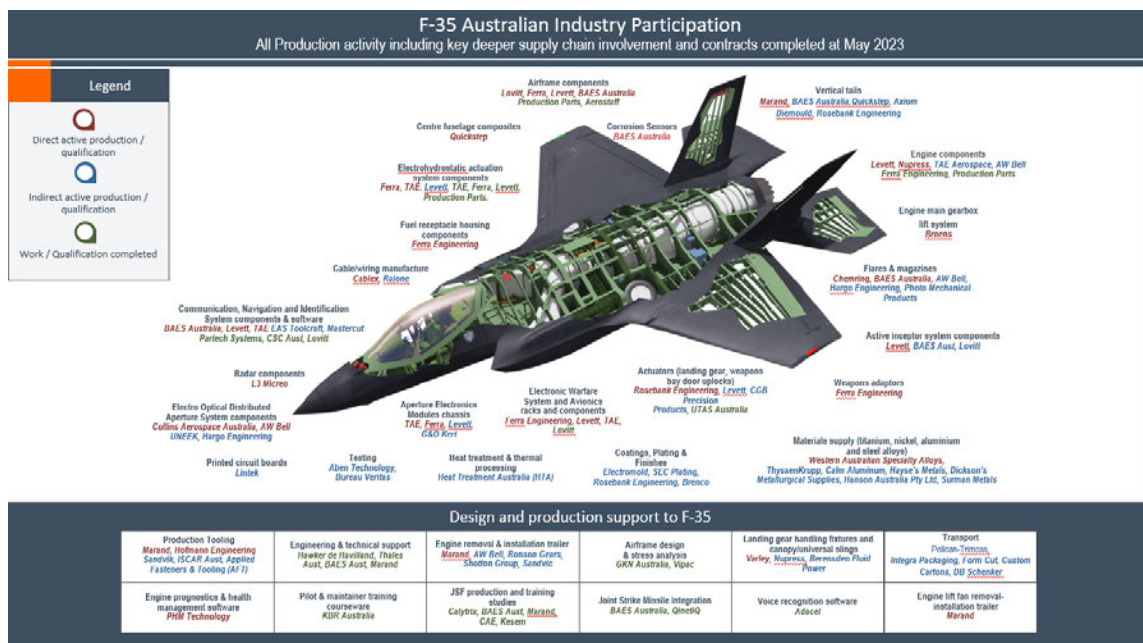 F-35 Australian Industry Participation
All Production activity including key deeper supply chain involvement and contracts completed at May 2023
Legend
Direct active production /
qualification
Indirect active production /
qualification
Work / Qualification completed
Airframe components
Lovitt, Ferra, Levett, BAES Australia
Production Parts, Aerostaff
Vertical tails
Marand, BAES Australia, Quickstep, Axiom
Diemould, Rosebank Engineering
Centre fuselage composites
Quickstep
Corrosion Sensors
BAES Australia
Engine components
Levett, Nupress, TAE Aerospace, AW Bell
Ferra Engineering, Production Parts
Electrohydrostatic actuation
system components
Ferra, TAE, Levett, TAE, Ferra, Levett,
Production Parts.
Engine main gearbox
lift system
Broens
Fuel receptacle housing
components
Ferra Engineering
Cable/wiring manufacture
Cablex, Raione
Flares & magazines
Chemring, BAES Australia, AW Bell,
Hargo Engineering, Photo Mechanical
Products
Communication, Navigation and Identification
System components & software
BAES Australia, Levett, TAE EAS Toolcraft, Mastercut
Partech Systems, CSC Aust, Lovitt
Active inceptor system components
Levett, BAES Aust, Lovitt
Radar components
L3 Micreo
Actuators (landing gear, weapons
bay door uplocks)
Rosebank Engineering, Levett, CGB
Precision
Products, UTAS Australia
Weapons adaptors
Ferra Engineering
Electro Optical Distributed
Aperture System components
Collins Aerospace Australia, AW Bell
UNEEK, Hargo Engineering
Aperture Electronics
Modules chassis
TAE, Ferra, Levett,
G&O Kert
Electronic Warfare
System and Avionics
racks and components
Ferra Engineering, Levett, TAE,
Lovitt
Printed circuit boards
Lintek
Testing
Aben Technology,
Bureau Veritas
Heat treatment & thermal
processing
Heat Treatment Australia (HTA)
Coatings, Plating &
Finishes
Electromold, SEC Plating,
Rosebank Engineering, Brenco
Materials supply (titanium, nickel, aluminium
and steel alloys)
Western Australian Specialty Alloys,
ThyssenKrupp, Calm Aluminum, Hayse's Metals, Dickson's
Metallurgical Supplies, Hanson Australia Pty Ltd, Surman Metals
Design and production support to F-35
Production Tooling
Marand, Hofmann Engineering
Sandvik, ISCAR Aust, Applied
Fasteners & Tooling (AFT)
Engineering & technical support
Hawker de Havilland, Thales
Aust, BAES Aust, Marand
Engine removal & installation trailer
Marand, AW Bell, Ronson Gears,
Shotton Group, Sandvic
Airframe design
& stress analysis
GKN Australia, Vipac
Landing gear handling fixtures and
canopy/universal slings
Varley, Nupress, Berensden Fluid
Power
Transport
Pelican-Trimcas,
Integra Packaging, Form Cut, Custom
Cartons, DB Schenker
Engine prognostics & health
management software
PHM Technology
Pilot & maintainer training
courseware
KBR Australia
JSF production and training
studies
Calytrix, BAES Aust, Marand,
CAE, Kesem
Joint Strike Missile integration
BAES Australia, QinetiQ
Voice recognition software
Adacel
Engine lift fan removal-
installation trailer
Marand